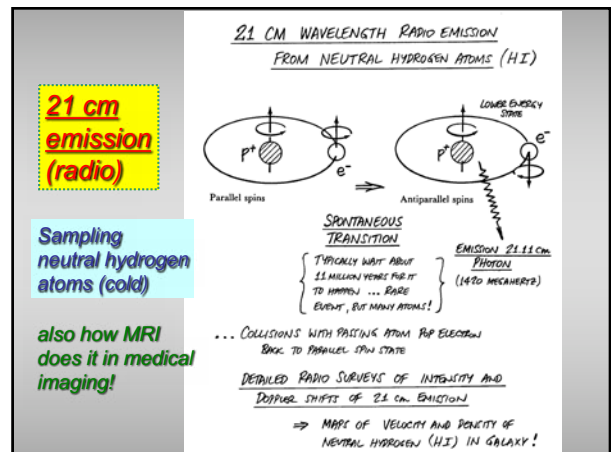 21 CM WAVELENGTH RADIO EMISSION
FROM NEUTRAL HYDROGEN ATOMS (HI)
21 cm
emission
(radio)
LOWER ENERGY
STATE
P+
e-
P+
e-
Parallel spins
⇒
Antiparallel spins
Sampling
neutral hydrogen
atoms (cold)
SPONTANEOUS
TRANSITION
TYPICALLY WAIT ABOUT
11 MILLION YEARS FOR IT
TO HAPPEN ... RARE
EVENT, BUT MANY ATOMS!
EMISSION 21.11 cm
PHOTON
(1420 MEGAHERTZ)
also how MRI
does it in medical
imaging!
... COLLISIONS WITH PASSING ATOM POP ELECTRON
BACK TO PARALLEL SPIN STATE
DETAILED RADIO SURVEYS OF INTENSITY AND
DOPPLER SHIFTS OF 21 cm EMISSION
⇒ MAPS OF VELOCITY AND DENSITY OF
NEUTRAL HYDROGEN (HI) IN GALAXY!